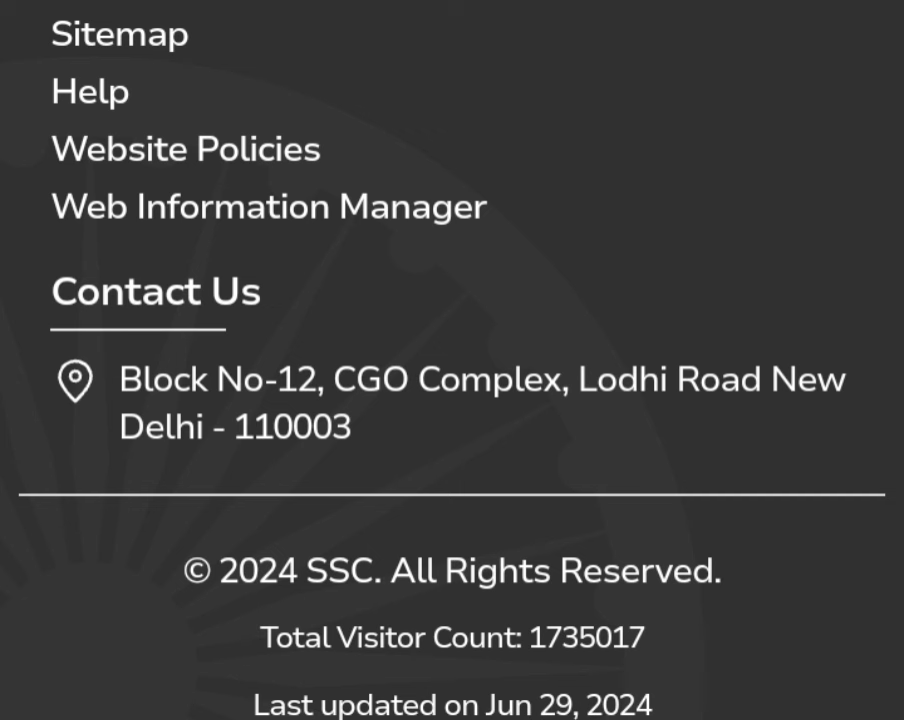 Sitemap
Help
Website Policies
Web Information Manager
Contact Us
Block No-12, CGO Complex, Lodhi Road New
Delhi - 110003
© 2024 SSC. All Rights Reserved.
Total Visitor Count: 1735017
Last updated on Jun 29, 2024